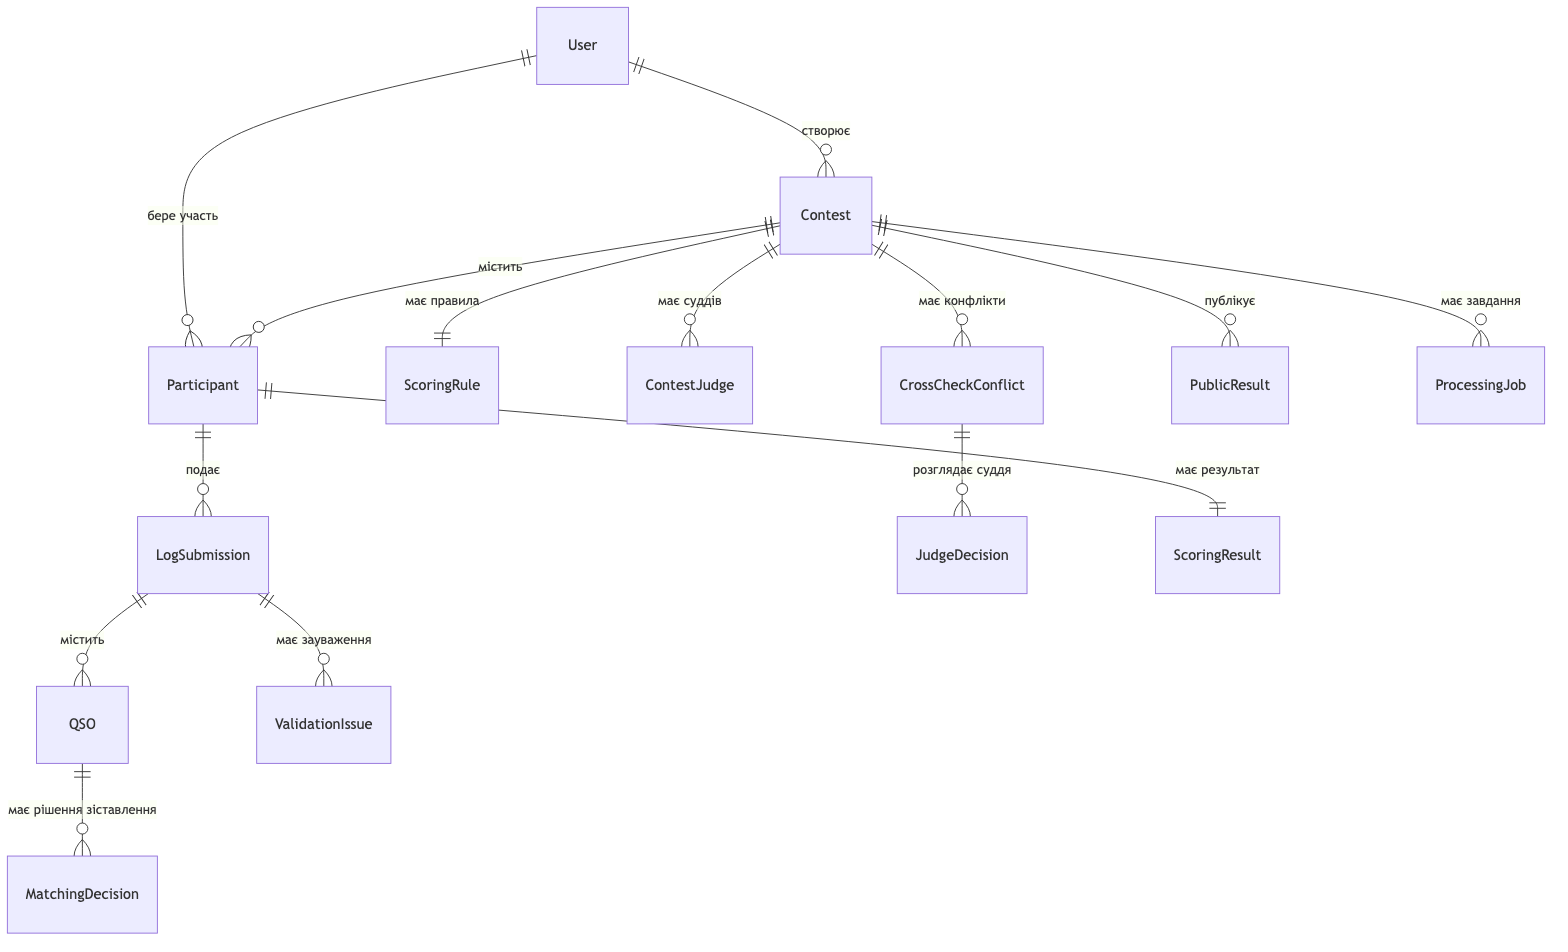 User
створює
бере участь
Contest
містить
має правила
має суддів
має конфлікти
публікує
має завдання
Participant
ScoringRule
ContestJudge
CrossCheckConflict
PublicResult
ProcessingJob
подає
розглядає суддя
має результат
LogSubmission
JudgeDecision
ScoringResult
містить
має зауваження
QSO
ValidationIssue
має рішення зіставлення
MatchingDecision